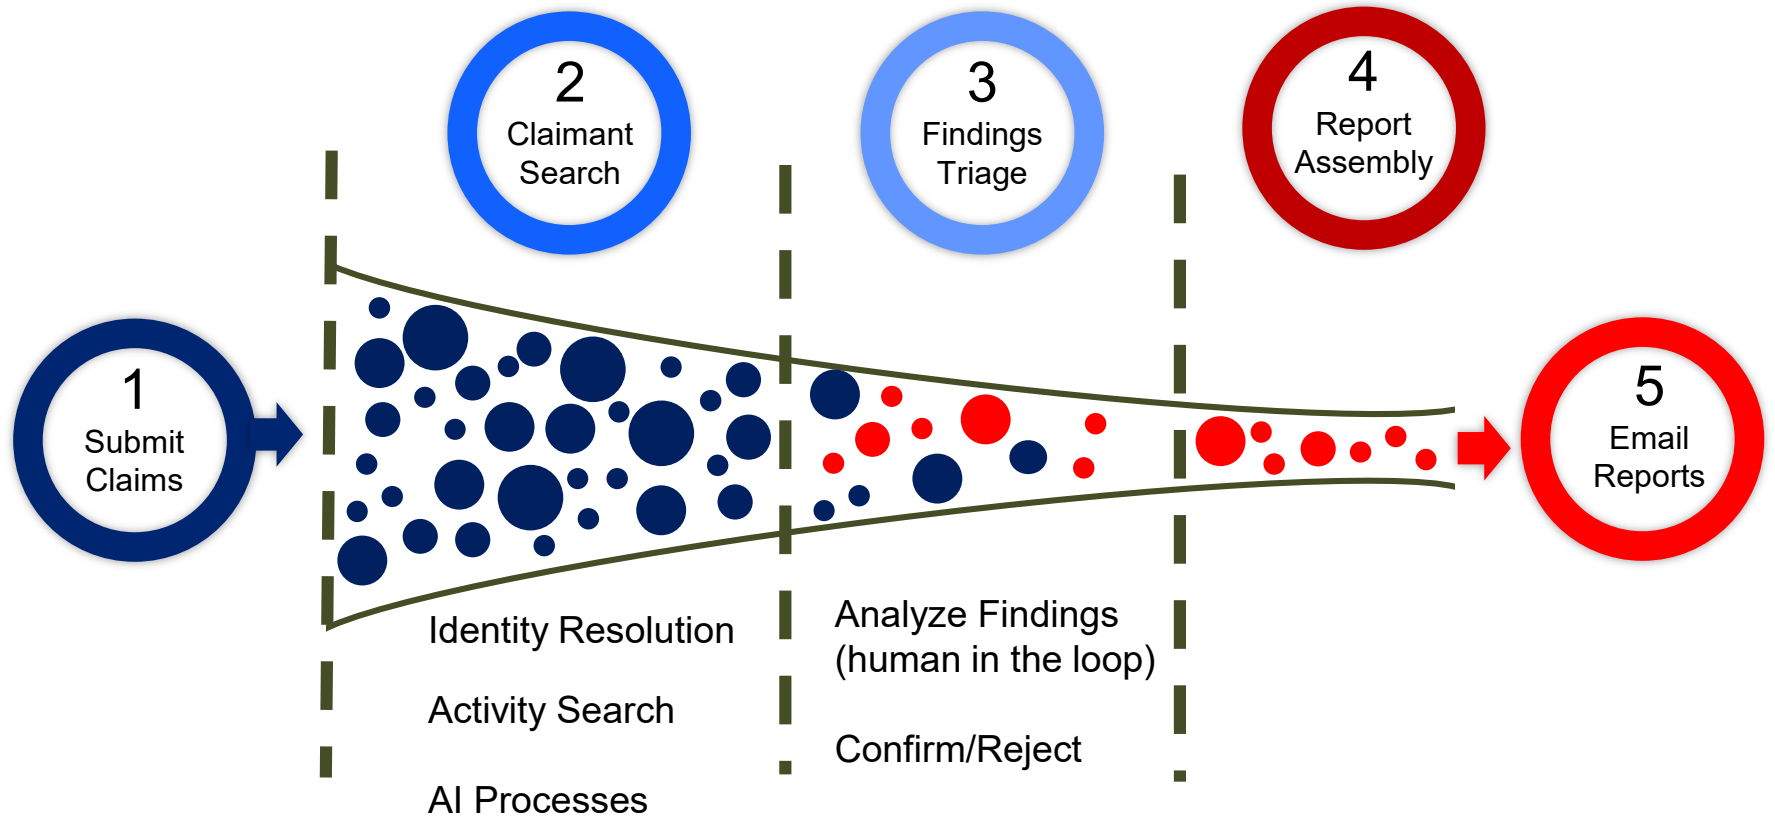 1
Submit
Claims
2
Claimant
Search
Identity Resolution
Activity Search
AI Processes
3
Findings
Triage
Analyze Findings
(human in the loop)
Confirm/Reject
4
Report
Assembly
5
Email
Reports